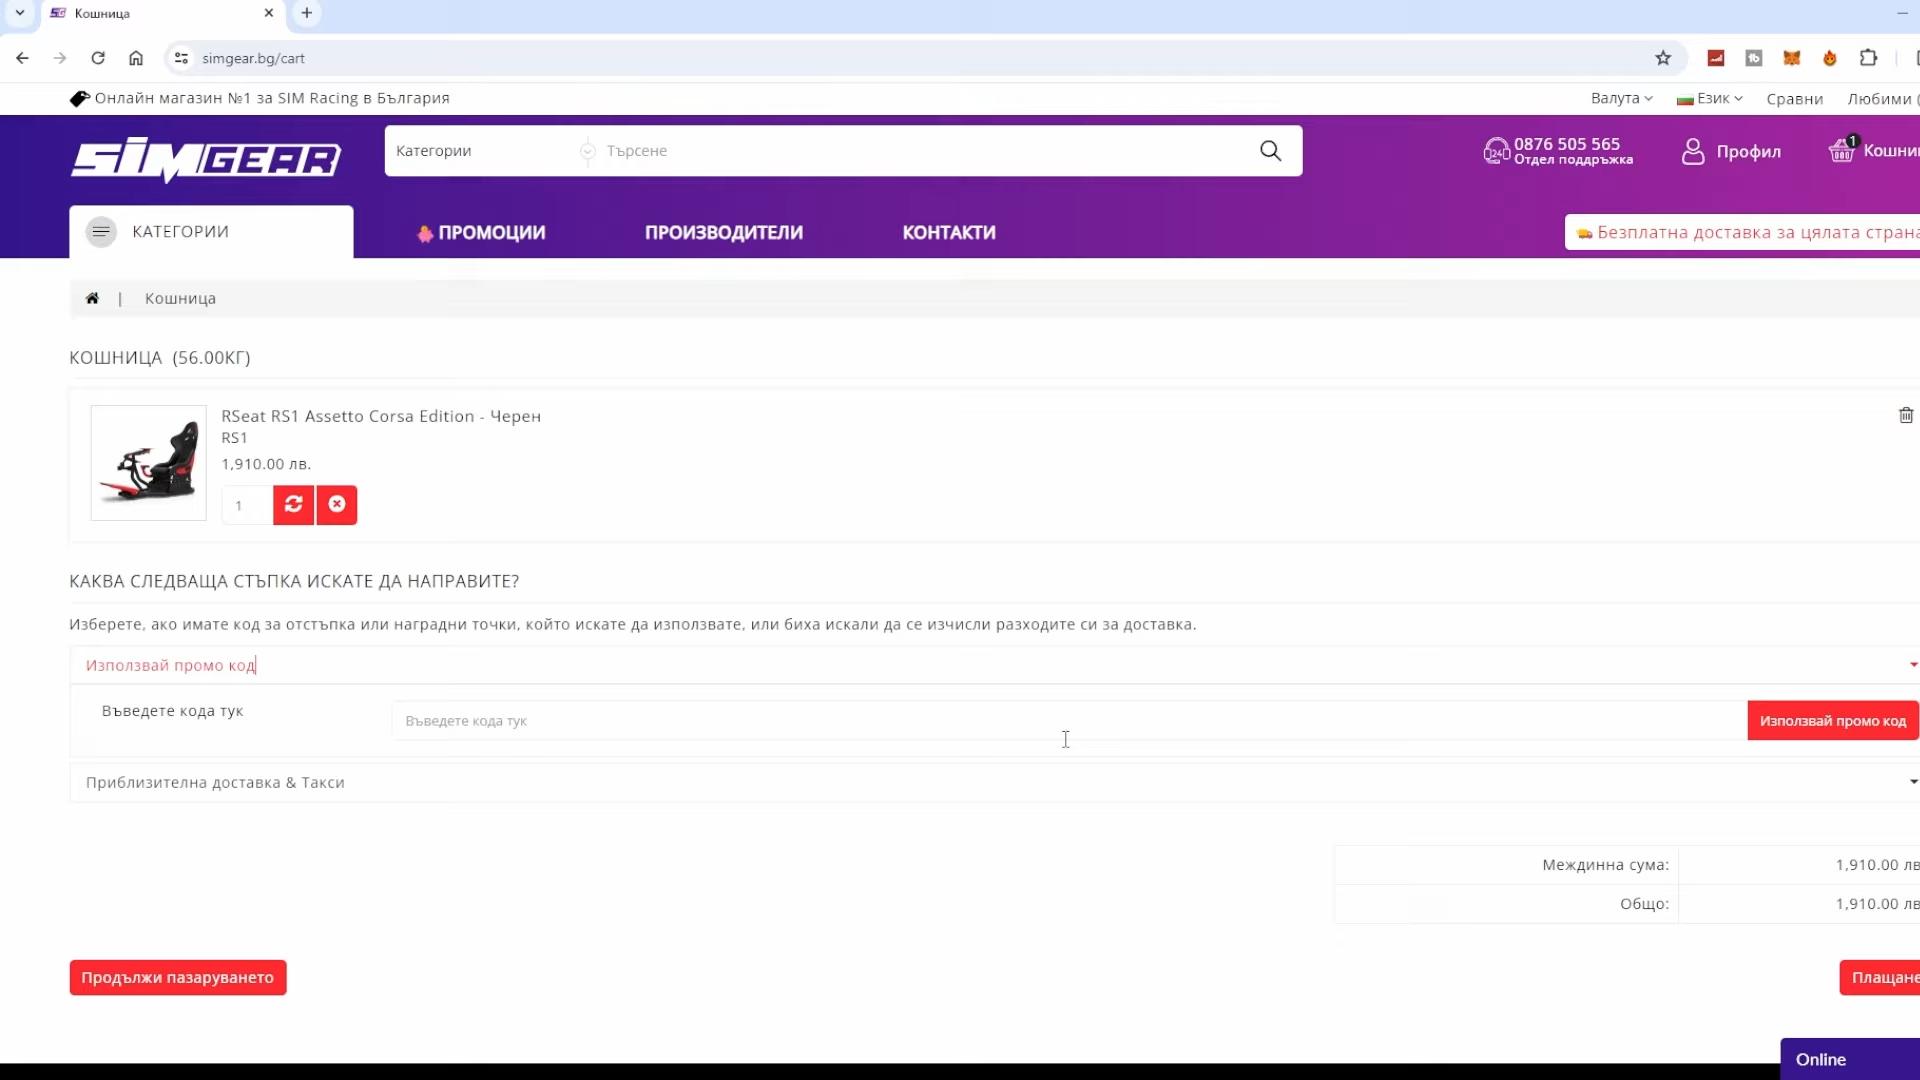 Кошница
simgear.bg/cart
Онлайн магазин №1 за SIM Racing в България
Валута
Език
Сравни
Любими (
SIMGEAR
Категории
Търсене
0876 505 565
Отдел поддръжка
Профил
1
Кошни
КАТЕГОРИИ
ПРОМОЦИИ
ПРОИЗВОДИТЕЛИ
КОНТАКТИ
Безплатна доставка за цялата страна
| Кошница
КОШНИЦА (56.00КГ)
RSeat RS1 Assetto Corsa Edition - Черен
RS1
1,910.00 лв.
1
КАКВА СЛЕДВАЩА СТЪПКА ИСКАТЕ ДА НАПРАВИТЕ?
Изберете, ако имате код за отстъпка или наградни точки, който искате да използвате, или биха искали да се изчисли разходите си за доставка.
Използвай промо код
Въведете кода тук
Въведете кода тук
Използвай промо код
Приблизителна доставка & Такси
Междинна сума: 1,910.00 лв
Общо: 1,910.00 лв
Продължи пазаруването
Плащане
Online